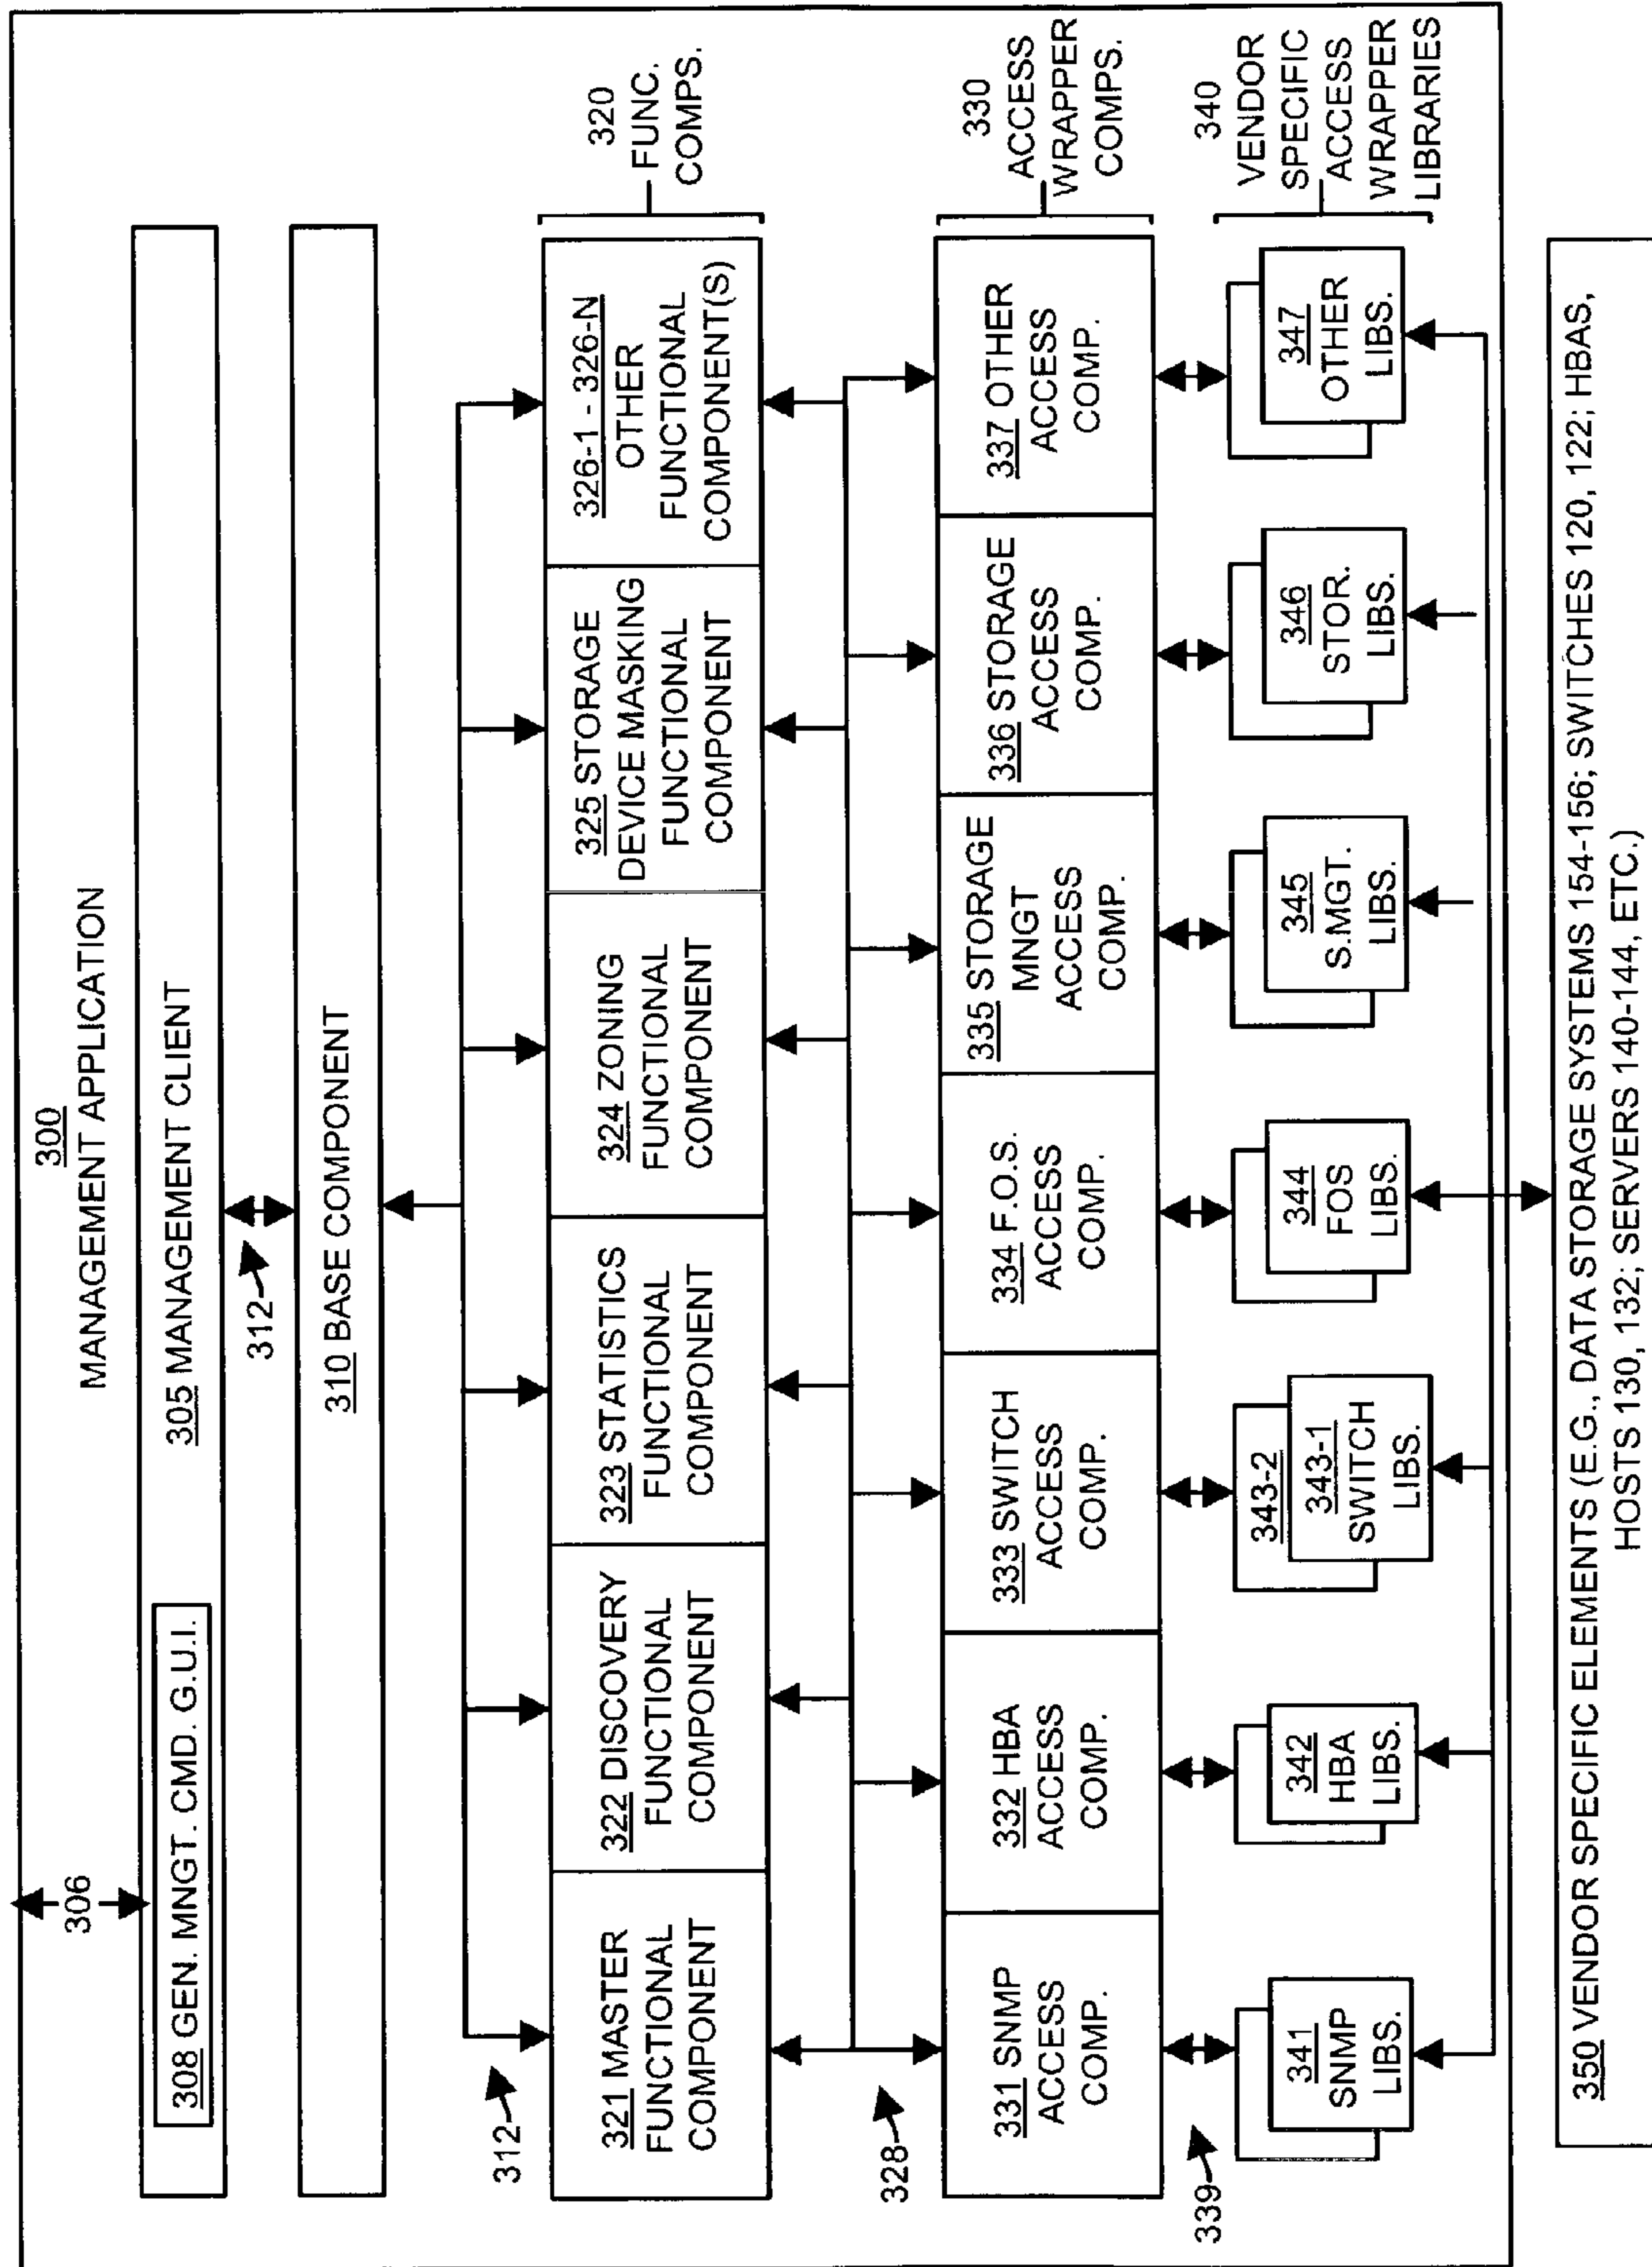 300
MANAGEMENT APPLICATION
306
305 MANAGEMENT CLIENT
308 GEN. MNGT. CMD. G.U.I.
312
310 BASE COMPONENT
312
321 MASTER
FUNCTIONAL
COMPONENT
322 DISCOVERY
FUNCTIONAL
COMPONENT
323 STATISTICS
FUNCTIONAL
COMPONENT
324 ZONING
FUNCTIONAL
COMPONENT
325 STORAGE
DEVICE MASKING
FUNCTIONAL
COMPONENT
326-1 - 326-N
OTHER
FUNCTIONAL
COMPONENT(S)
320
FUNC.
COMPS.
328
331 SNMP
ACCESS
COMP.
332 HBA
ACCESS
COMP.
333 SWITCH
ACCESS
COMP.
334 F.O.S.
ACCESS
COMP.
335 STORAGE
MNGT
ACCESS
COMP.
336 STORAGE
ACCESS
COMP.
337 OTHER
ACCESS
COMP.
330
ACCESS
WRAPPER
COMPS.
339
341
SNMP
LIBS.
342
HBA
LIBS.
343-2
343-1
SWITCH
LIBS.
344
FOS
LIBS.
345
S.MGT.
LIBS.
346
STOR.
LIBS.
347
OTHER
LIBS.
340
VENDOR
SPECIFIC
ACCESS
WRAPPER
LIBRARIES
350 VENDOR SPECIFIC ELEMENTS (E.G., DATA STORAGE SYSTEMS 154-156; SWITCHES 120, 122; HBAS,
HOSTS 130, 132; SERVERS 140-144, ETC.)